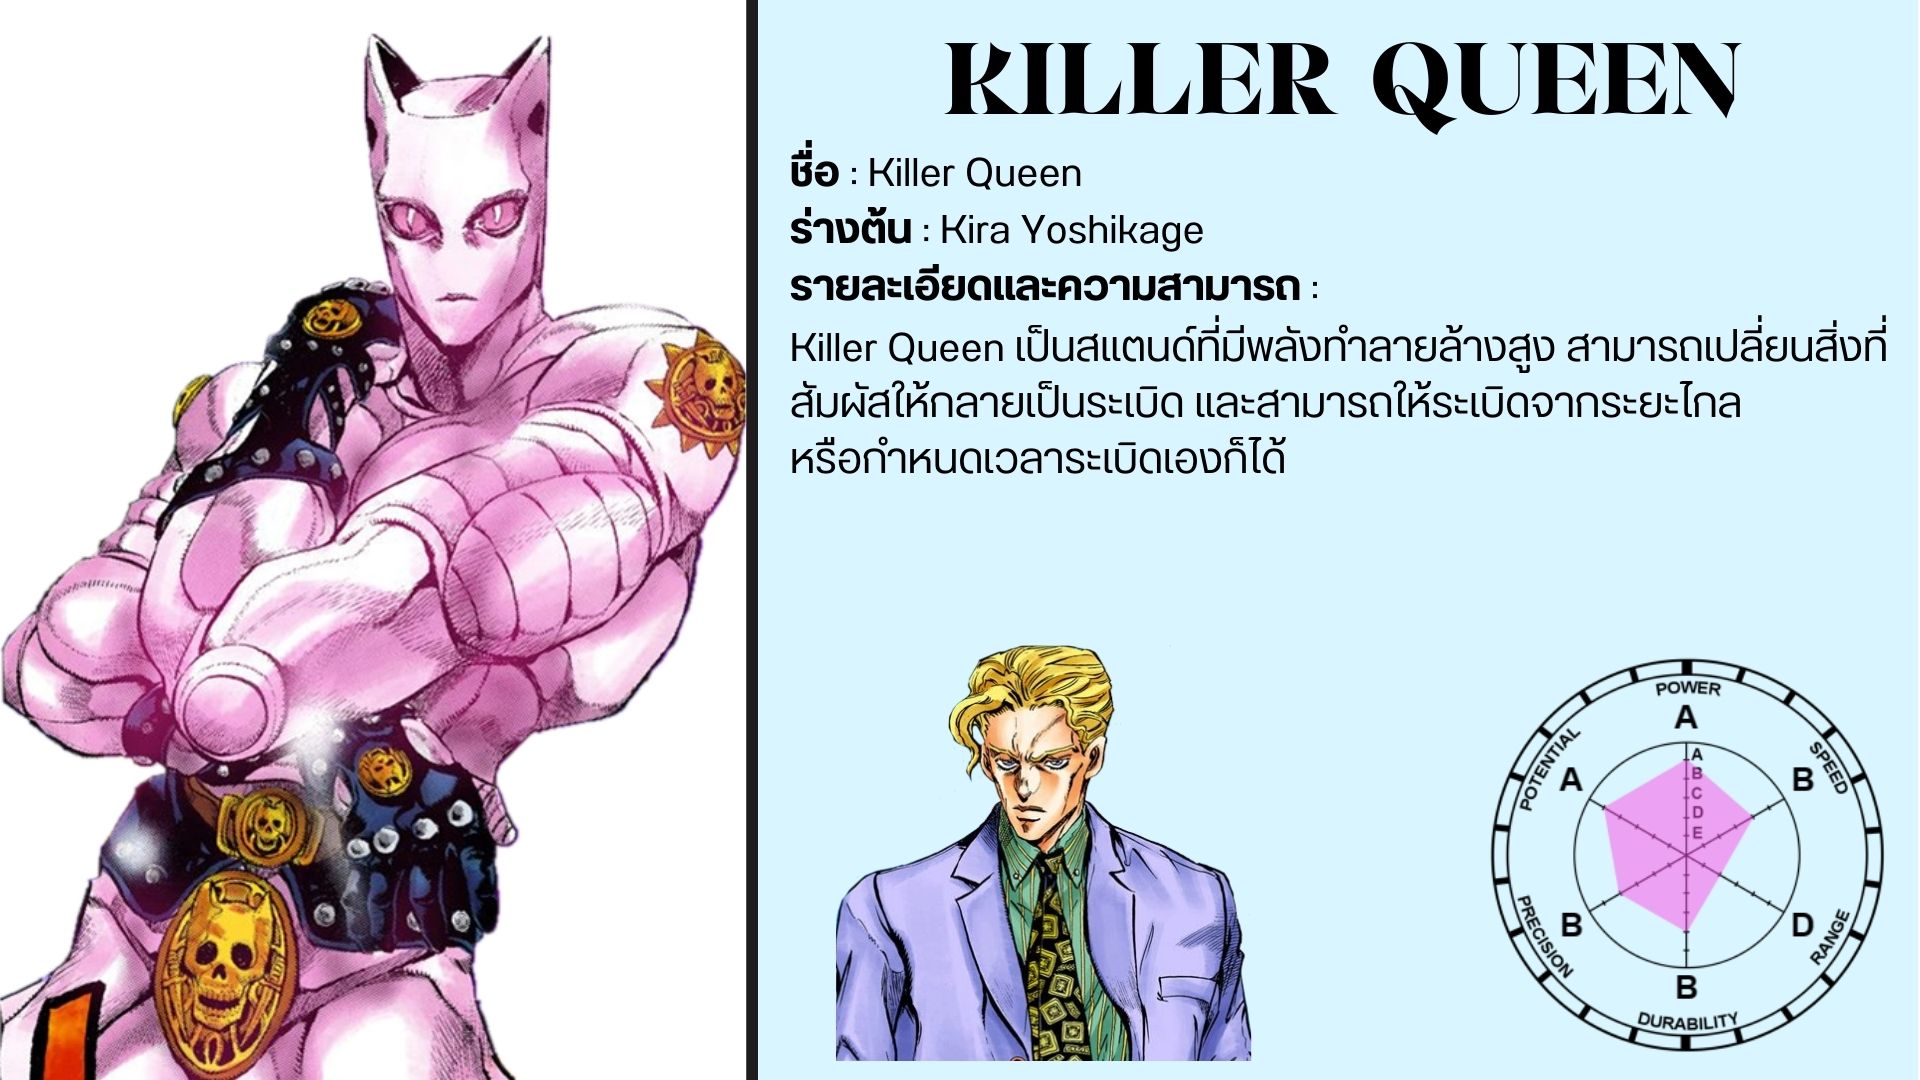 KILLER QUEEN
ชื่อ : Killer Queen
ร่างต้น : Kira Yoshikage
รายละเอียดและความสามารถ :
Killer Queen เป็นสแตนด์ที่มีพลังทำลายล้างสูง สามารถเปลี่ยนสิ่งที่
สัมผัสให้กลายเป็นระเบิด และสามารถให้ระเบิดจากระยะไกล
หรือกำหนดเวลาระเบิดเองก็ได้
POWER
A
SPEED
B
RANGE
D
DURABILITY
B
PRECISION
B
POTENTIAL
A
A
B
C
D
E